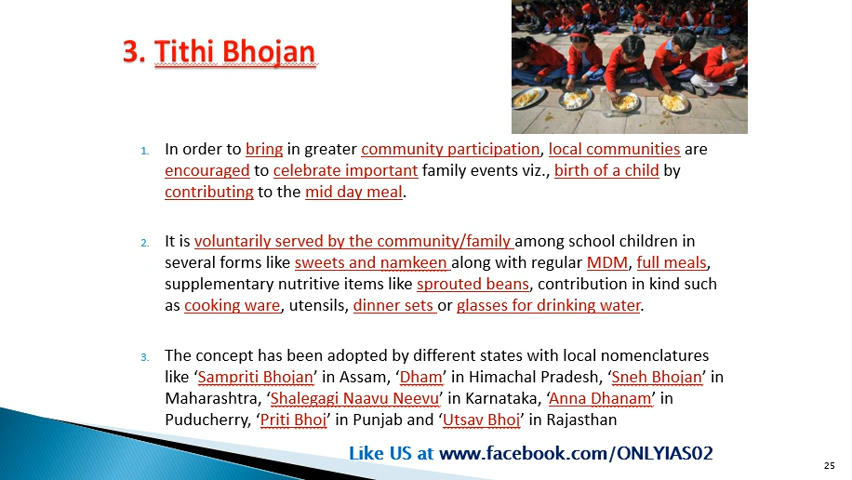 3. Tithi Bhojan
1. In order to bring in greater community participation, local communities are
encouraged to celebrate important family events viz., birth of a child by
contributing to the mid day meal.
2. It is voluntarily served by the community/family among school children in
several forms like sweets and namkeen along with regular MDM, full meals,
supplementary nutritive items like sprouted beans, contribution in kind such
as cooking ware, utensils, dinner sets or glasses for drinking water.
3. The concept has been adopted by different states with local nomenclatures
like ‘Sampriti Bhojan’ in Assam, ‘Dham’ in Himachal Pradesh, ‘Sneh Bhojan’ in
Maharashtra, ‘Shalegagi Naavu Neevu’ in Karnataka, ‘Anna Dhanam’ in
Puducherry, ‘Priti Bhoj’ in Punjab and ‘Utsav Bhoj’ in Rajasthan
Like US at www.facebook.com/ONLYIAS02
25